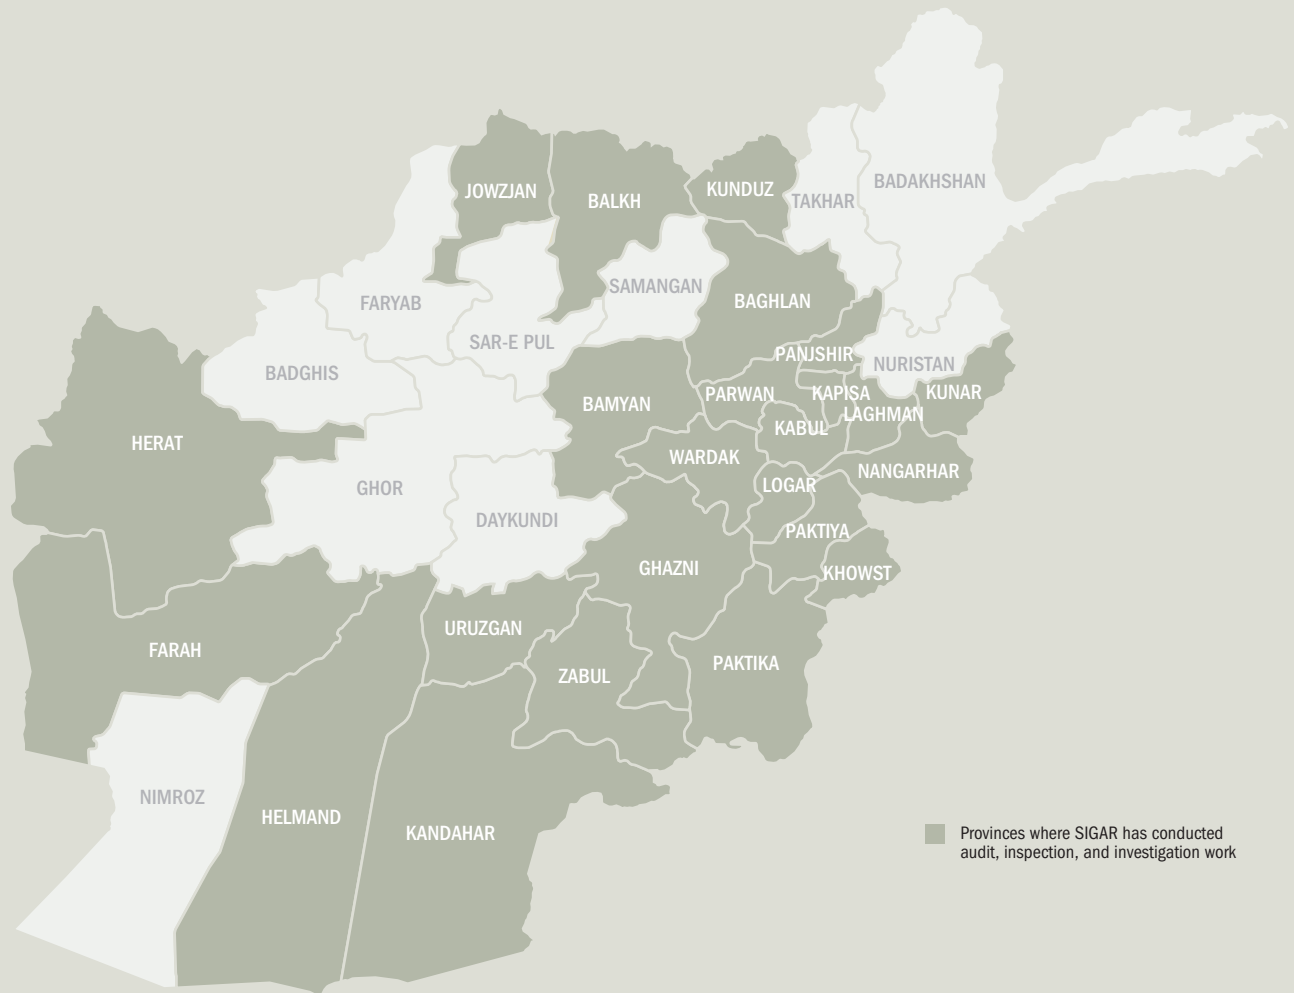 BADAKHSHAN
JOWZJAN
KUNDUZ
BALKH
TAKHAR
SAMANGAN
BAGHLAN
FARYAB
SAR-E PUL
PANJSHIR
NURISTAN
BADGHIS
PARWAN
KAPISA
KUNAR
BAMYAN
LAGHMAN
KABUL
HERAT
WARDAK
NANGARHAR
GHOR
LOGAR
DAYKUNDI
PAKTIYA
GHAZNI
KHOWST
URUZGAN
FARAH
PAKTIKA
ZABUL
NIMROZ
HELMAND
KANDAHAR
Provinces where SIGAR has conducted
audit, inspection, and investigation work